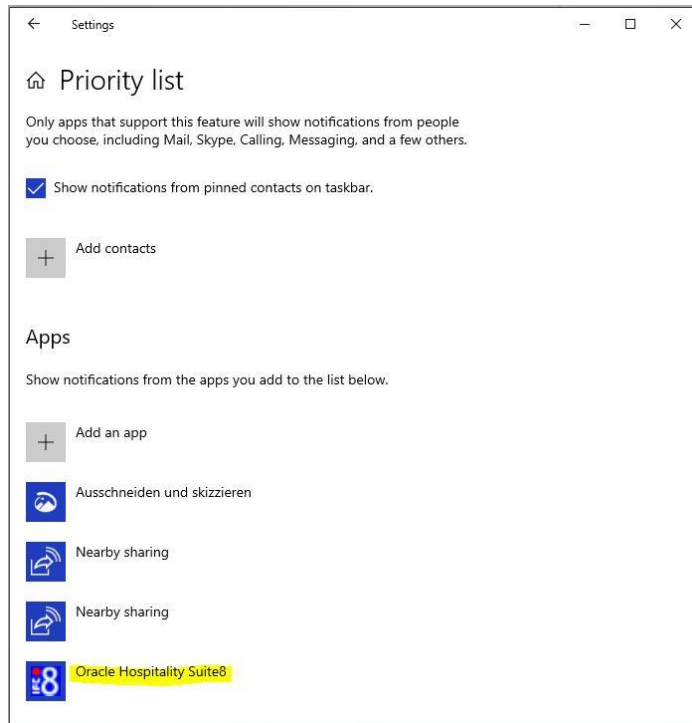 Settings
Priority list
Only apps that support this feature will show notifications from people
you choose, including Mail, Skype, Calling, Messaging, and a few others.
Show notifications from pinned contacts on taskbar.
Add contacts
Apps
Show notifications from the apps you add to the list below.
Add an app
Ausschneiden und skizzieren
Nearby sharing
Nearby sharing
IFC 8
Oracle Hospitality Suite8